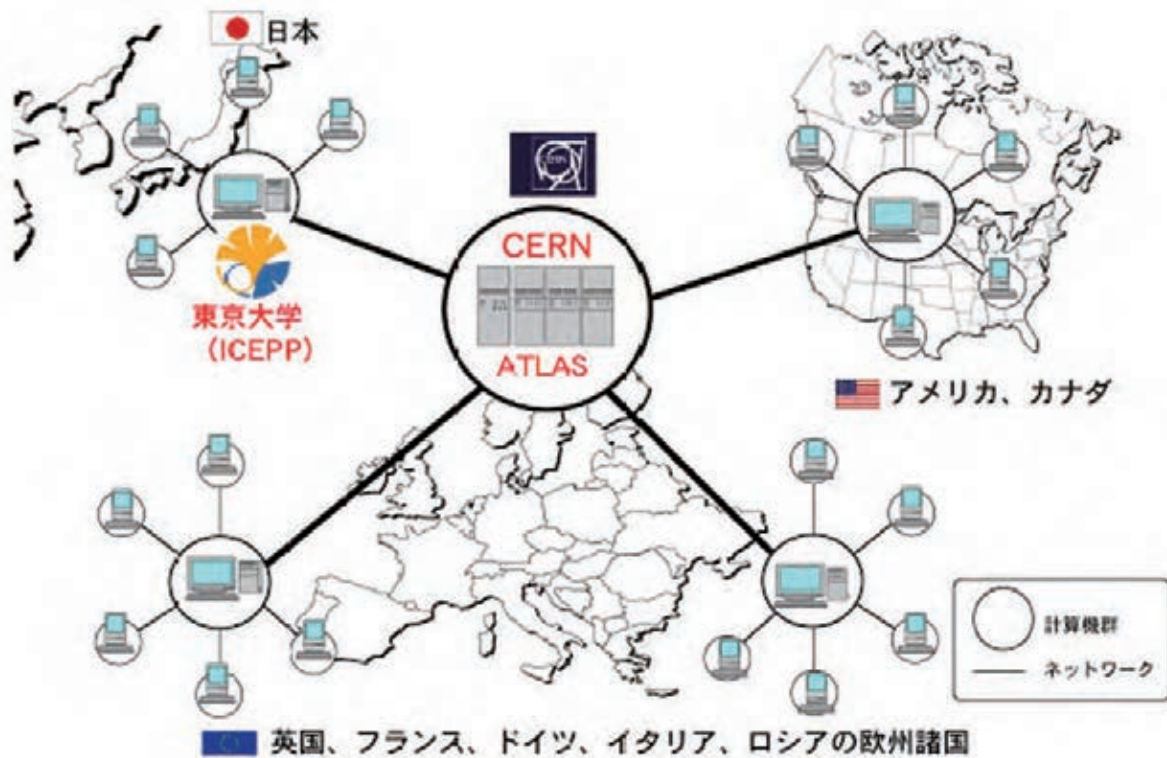 日本
CERN
CERN
ATLAS
東京大学
(ICEPP)
アメリカ、カナダ
計算機群
ネットワーク
英国、フランス、ドイツ、イタリア、ロシアの欧州諸国